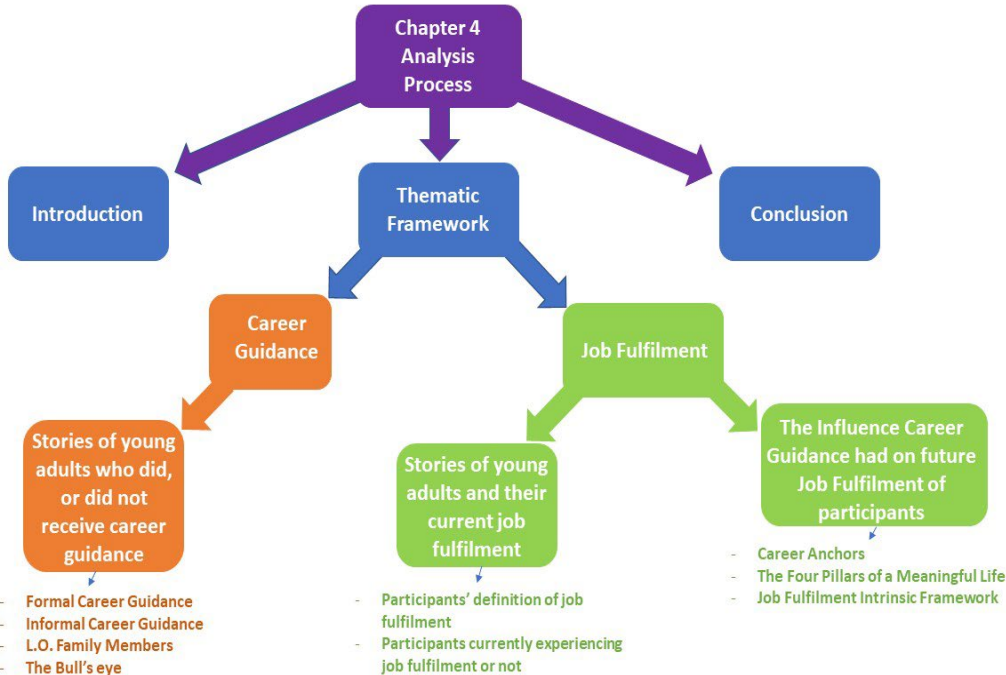 Chapter 4
Analysis
Process
Introduction
Thematic
Framework
Conclusion
Career
Guidance
Job Fulfilment
Stories of young
adults who did,
or did not
receive career
guidance
Stories of young
adults and their
current job
fulfilment
The Influence Career
Guidance had on future
Job Fulfilment of
participants
- Formal Career Guidance
- Informal Career Guidance
- L.O. Family Members
- The Bull's eye
- Participants' definition of job
fulfilment
- Participants currently experiencing
job fulfilment or not
- Career Anchors
- The Four Pillars of a Meaningful Life
- Job Fulfilment Intrinsic Framework